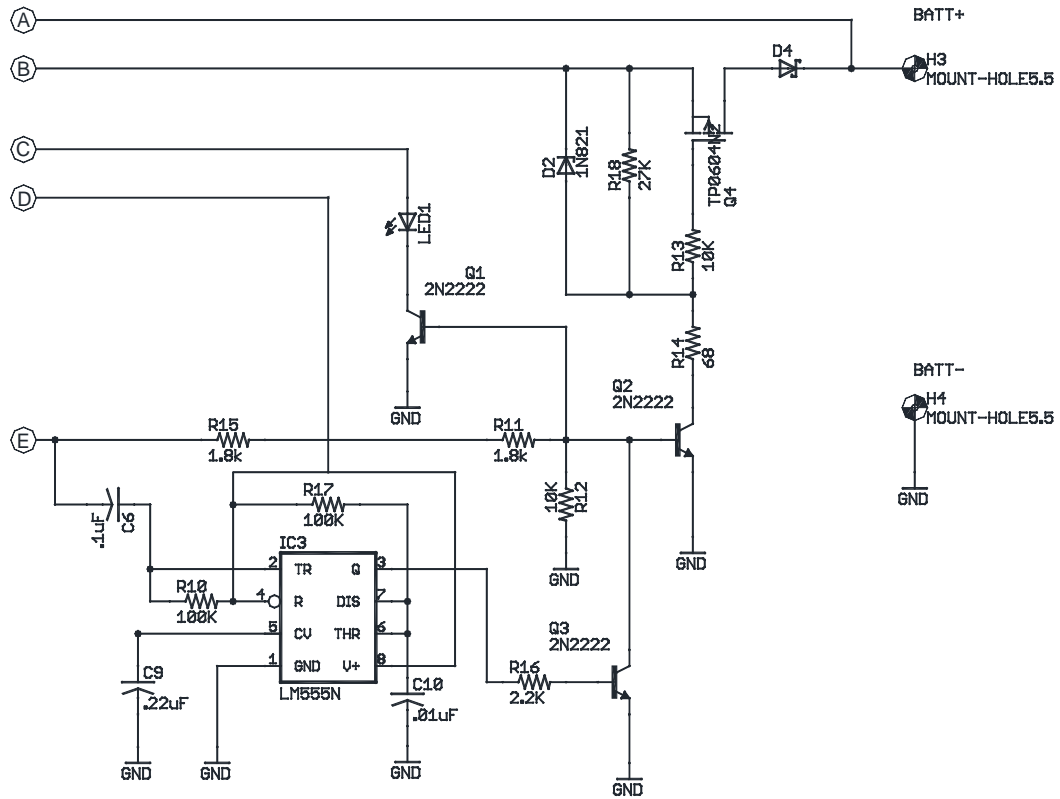 A
BATT+
B
D4
H3
MOUNT-HOLE5.5
C
D2
1N821
R18
27K
TP0604N2
Q4
D
LED1
R13
10K
Q1
2N2222
R14
68
BATT-
Q2
2N2222
H4
MOUNT-HOLE5.5
GND
E
R15
1.8k
R11
1.8k
10K
R12
GND
.1uF
C6
R17
100K
GND
GND
IC3
2
TR
Q
3
R10
100K
4
R
DIS
7
5
CV
THR
6
1
GND
V+
8
LM555N
Q3
2N2222
R16
2.2K
C9
.22uF
C10
.01uF
GND
GND
GND
GND